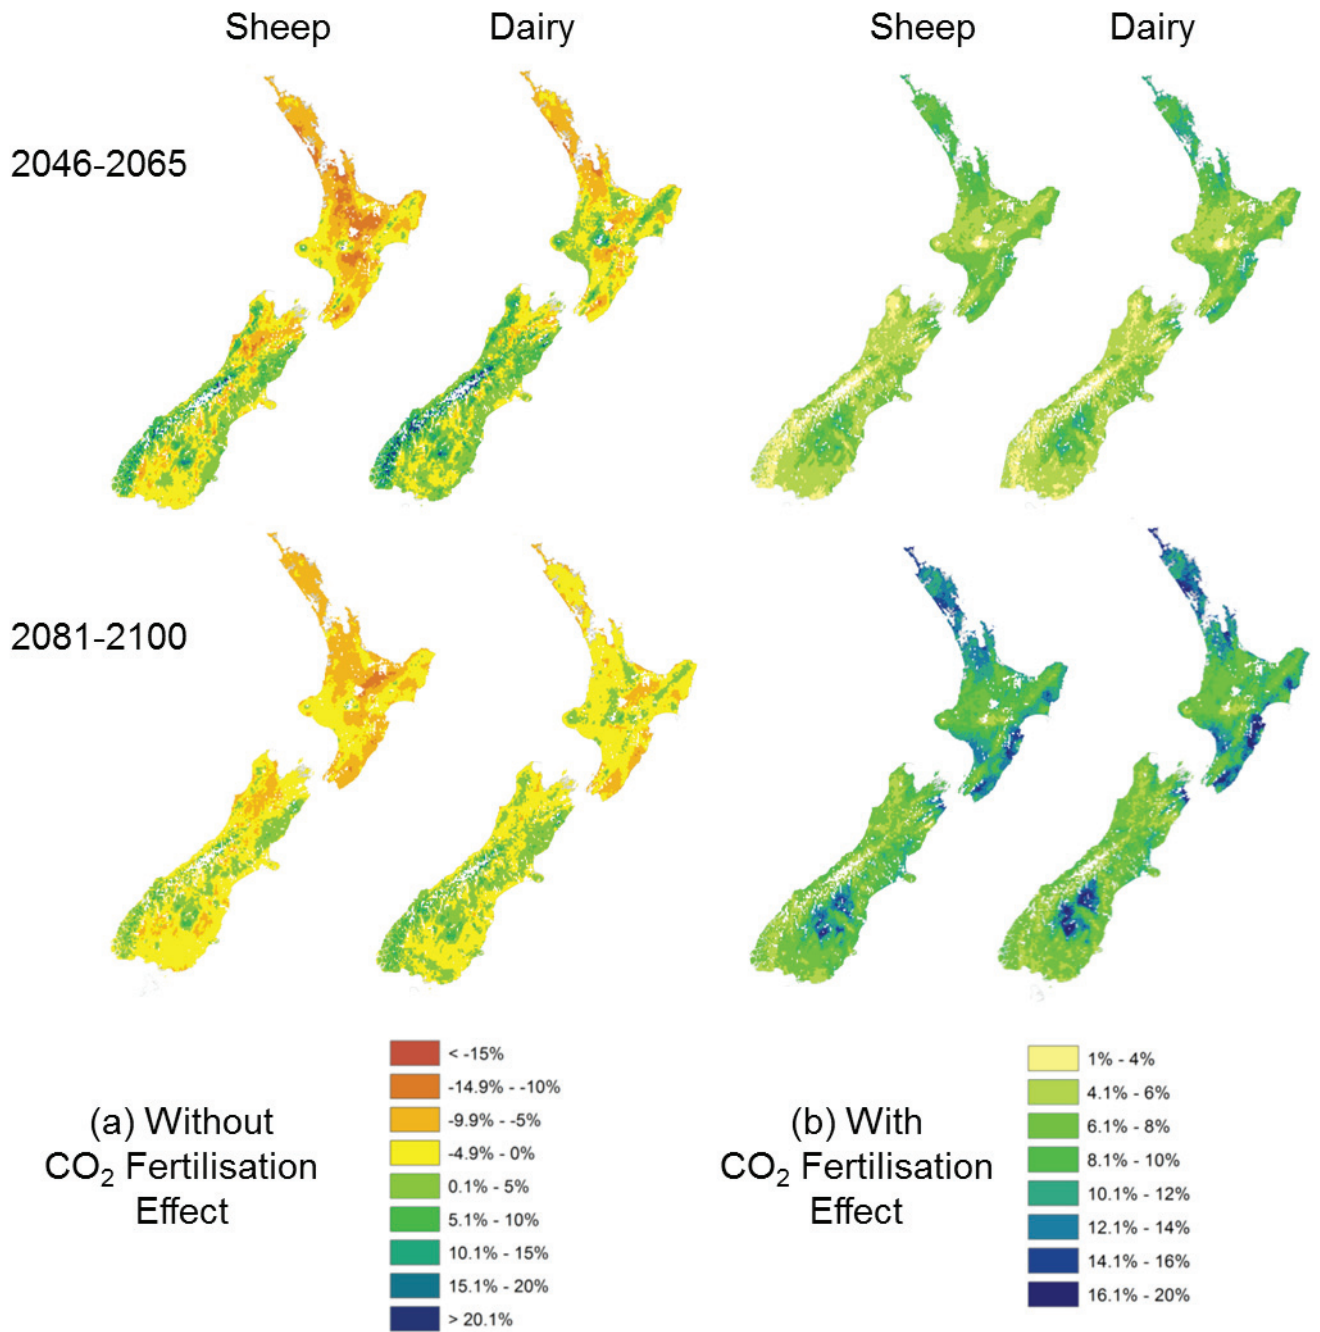 Sheep Dairy Sheep Dairy
2046-2065
2081-2100
(a) Without
CO₂ Fertilisation
Effect
< -15%
-14.9% - -10%
-9.9% - -5%
-4.9% - 0%
0.1% - 5%
5.1% - 10%
10.1% - 15%
15.1% - 20%
> 20.1%
(b) With
CO₂ Fertilisation
Effect
1% - 4%
4.1% - 6%
6.1% - 8%
8.1% - 10%
10.1% - 12%
12.1% - 14%
14.1% - 16%
16.1% - 20%